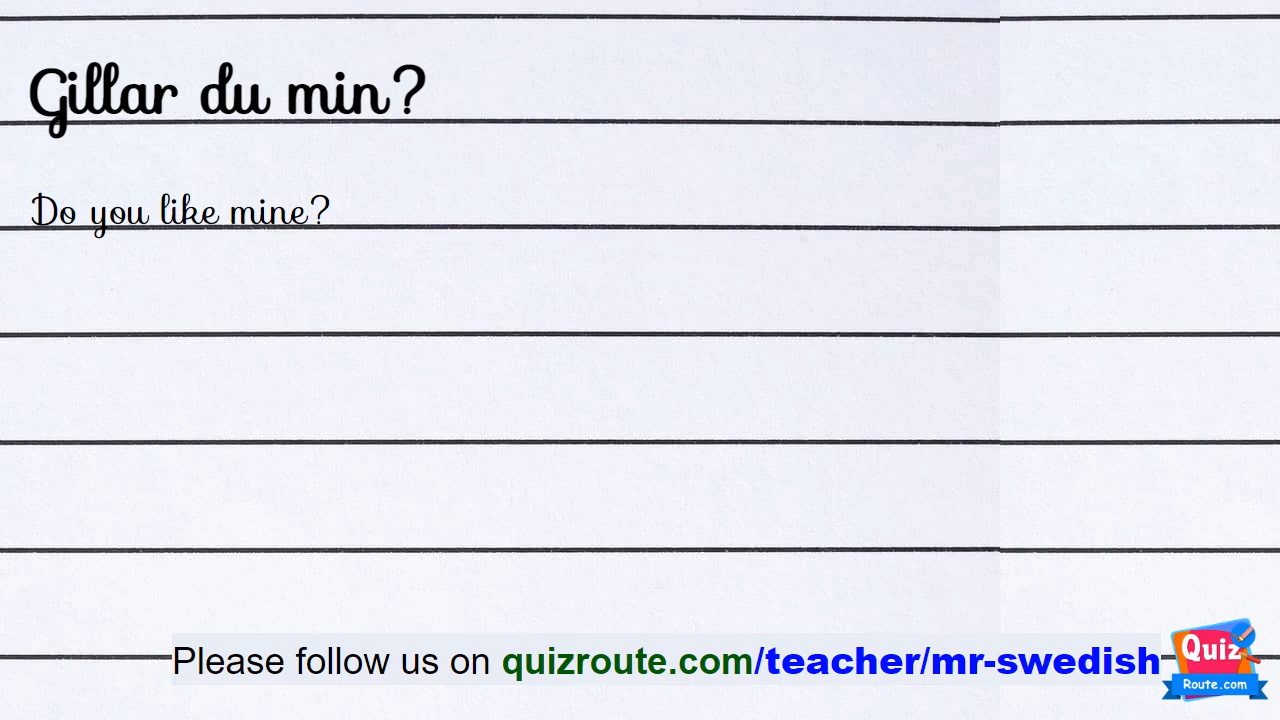 Gillar du min?
Do you like mine?
Please follow us on quizroute.com/teacher/mr-swedish
Quiz
Route.com